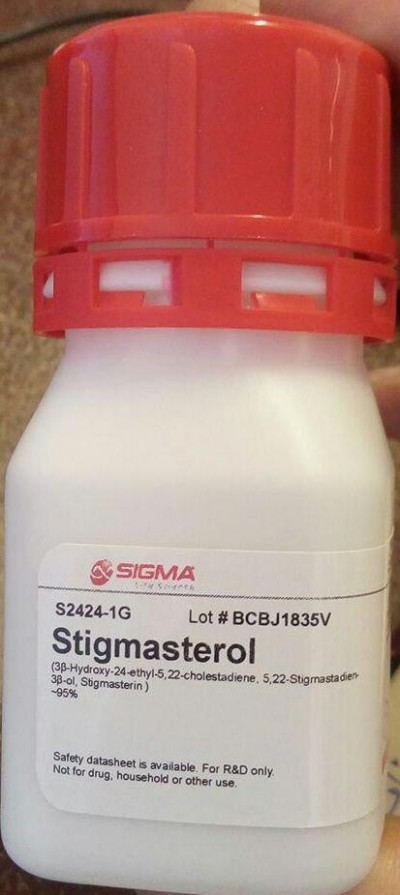 SIGMA
Life Science
S2424-1G Lot # BCBJ1835V
Stigmasterol
(3β-Hydroxy-24-ethyl-5,22-cholestadiene, 5,22-Stigmastadien-
3β-ol, Stigmasterin )
~95%
Safety datasheet is available. For R&D only.
Not for drug, household or other use.